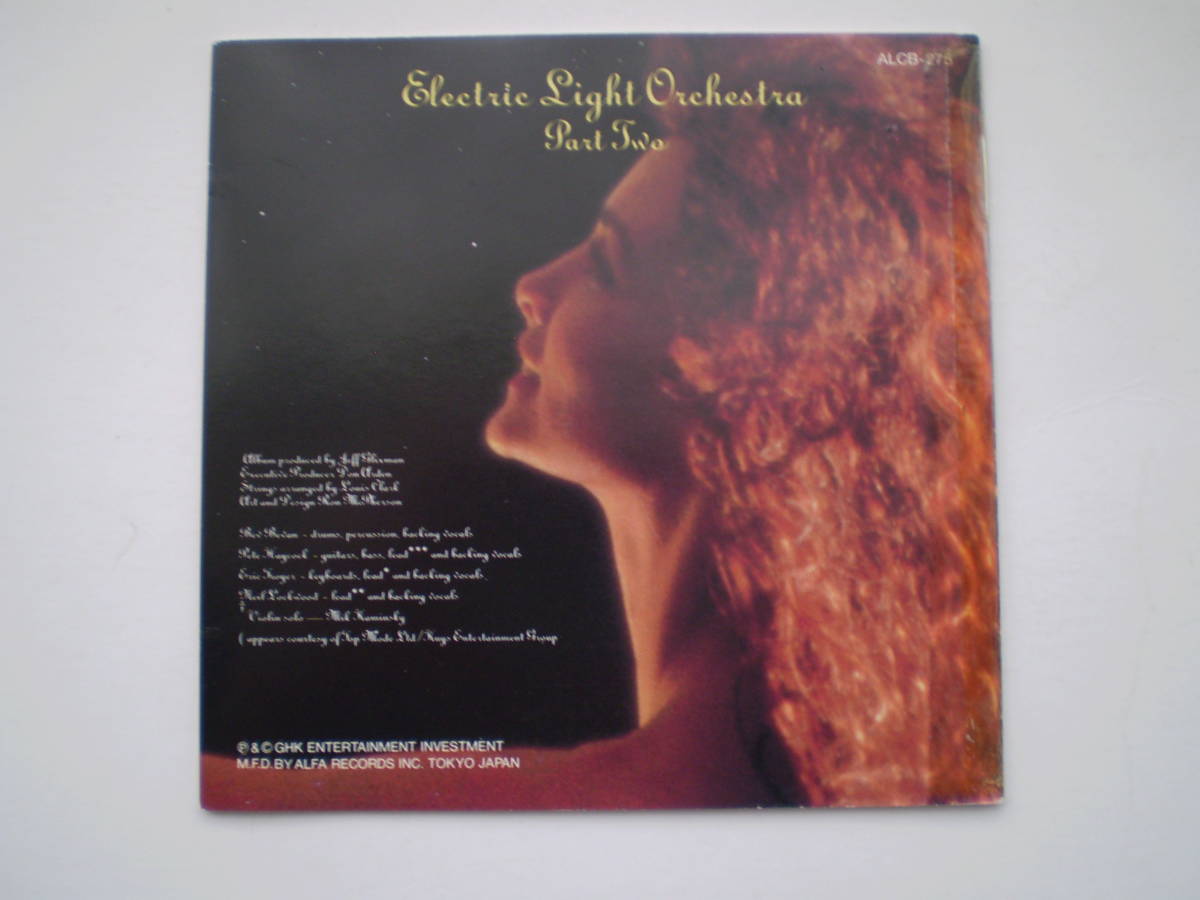 ALCB-275
Electric Light Orchestra
Part Two
Album produced by Jeff Glixman
Executive Producer Don Arden
Strings arranged by Louis Clark
Art and Design Ron McPherson
Bev Bevan - drums, percussion, backing vocals
Pete Haycock - guitars, bass, lead*** and backing vocals
Eric Troyer - keyboards, lead* and backing vocals.
Neil Lockwood - lead** and backing vocals
‡ Violin solo — Mik Kaminsky
(appears courtesy of Top Mode Ltd/Kays Entertainment Group
℗ & © GHK ENTERTAINMENT INVESTMENT
M.F.D. BY ALFA RECORDS INC. TOKYO JAPAN